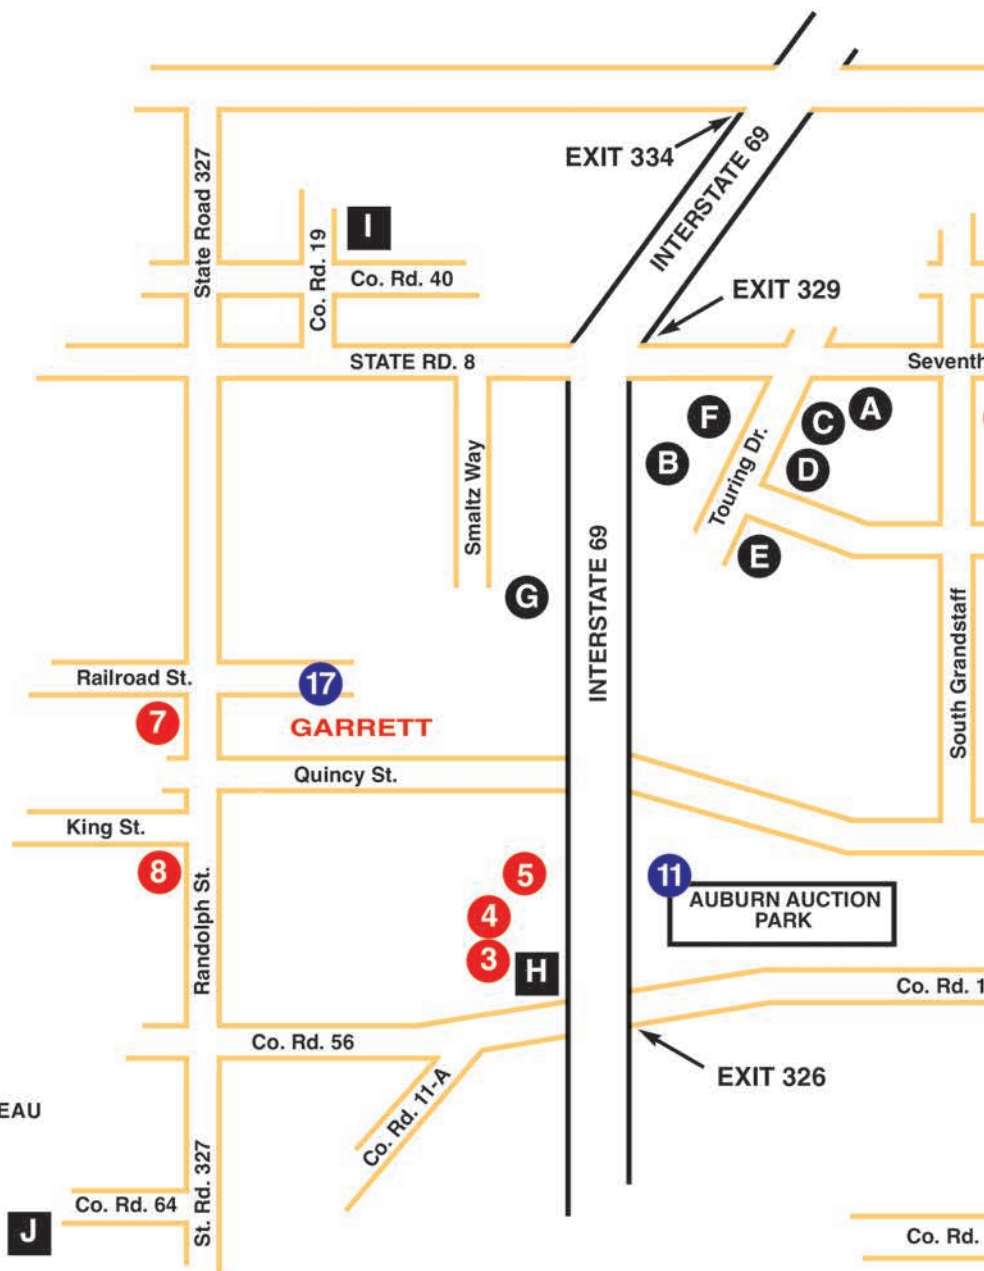 EXIT 334
INTERSTATE 69
State Road 327
I
Co. Rd. 19
Co. Rd. 40
EXIT 329
STATE RD. 8
Seventh
F
C
A
B
D
Touring Dr.
Smaltz Way
E
G
INTERSTATE 69
South Grandstaff
Railroad St.
17
7
GARRETT
Quincy St.
King St.
8
5
11
AUBURN AUCTION
PARK
4
3
H
Randolph St.
Co. Rd. 1
Co. Rd. 56
EXIT 326
Co. Rd. 11-A
EAU
St. Rd. 327
Co. Rd. 64
J
Co. Rd.